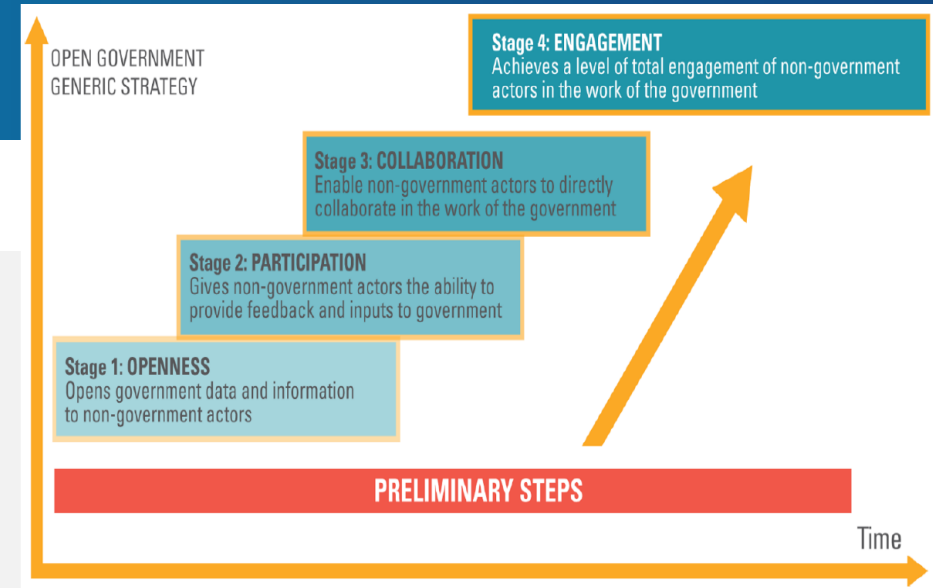 OPEN GOVERNMENT
GENERIC STRATEGY
Stage 4: ENGAGEMENT
Achieves a level of total engagement of non-government
actors in the work of the government
Stage 3: COLLABORATION
Enable non-government actors to directly
collaborate in the work of the government
Stage 2: PARTICIPATION
Gives non-government actors the ability to
provide feedback and inputs to government
Stage 1: OPENNESS
Opens government data and information
to non-government actors
PRELIMINARY STEPS
Time